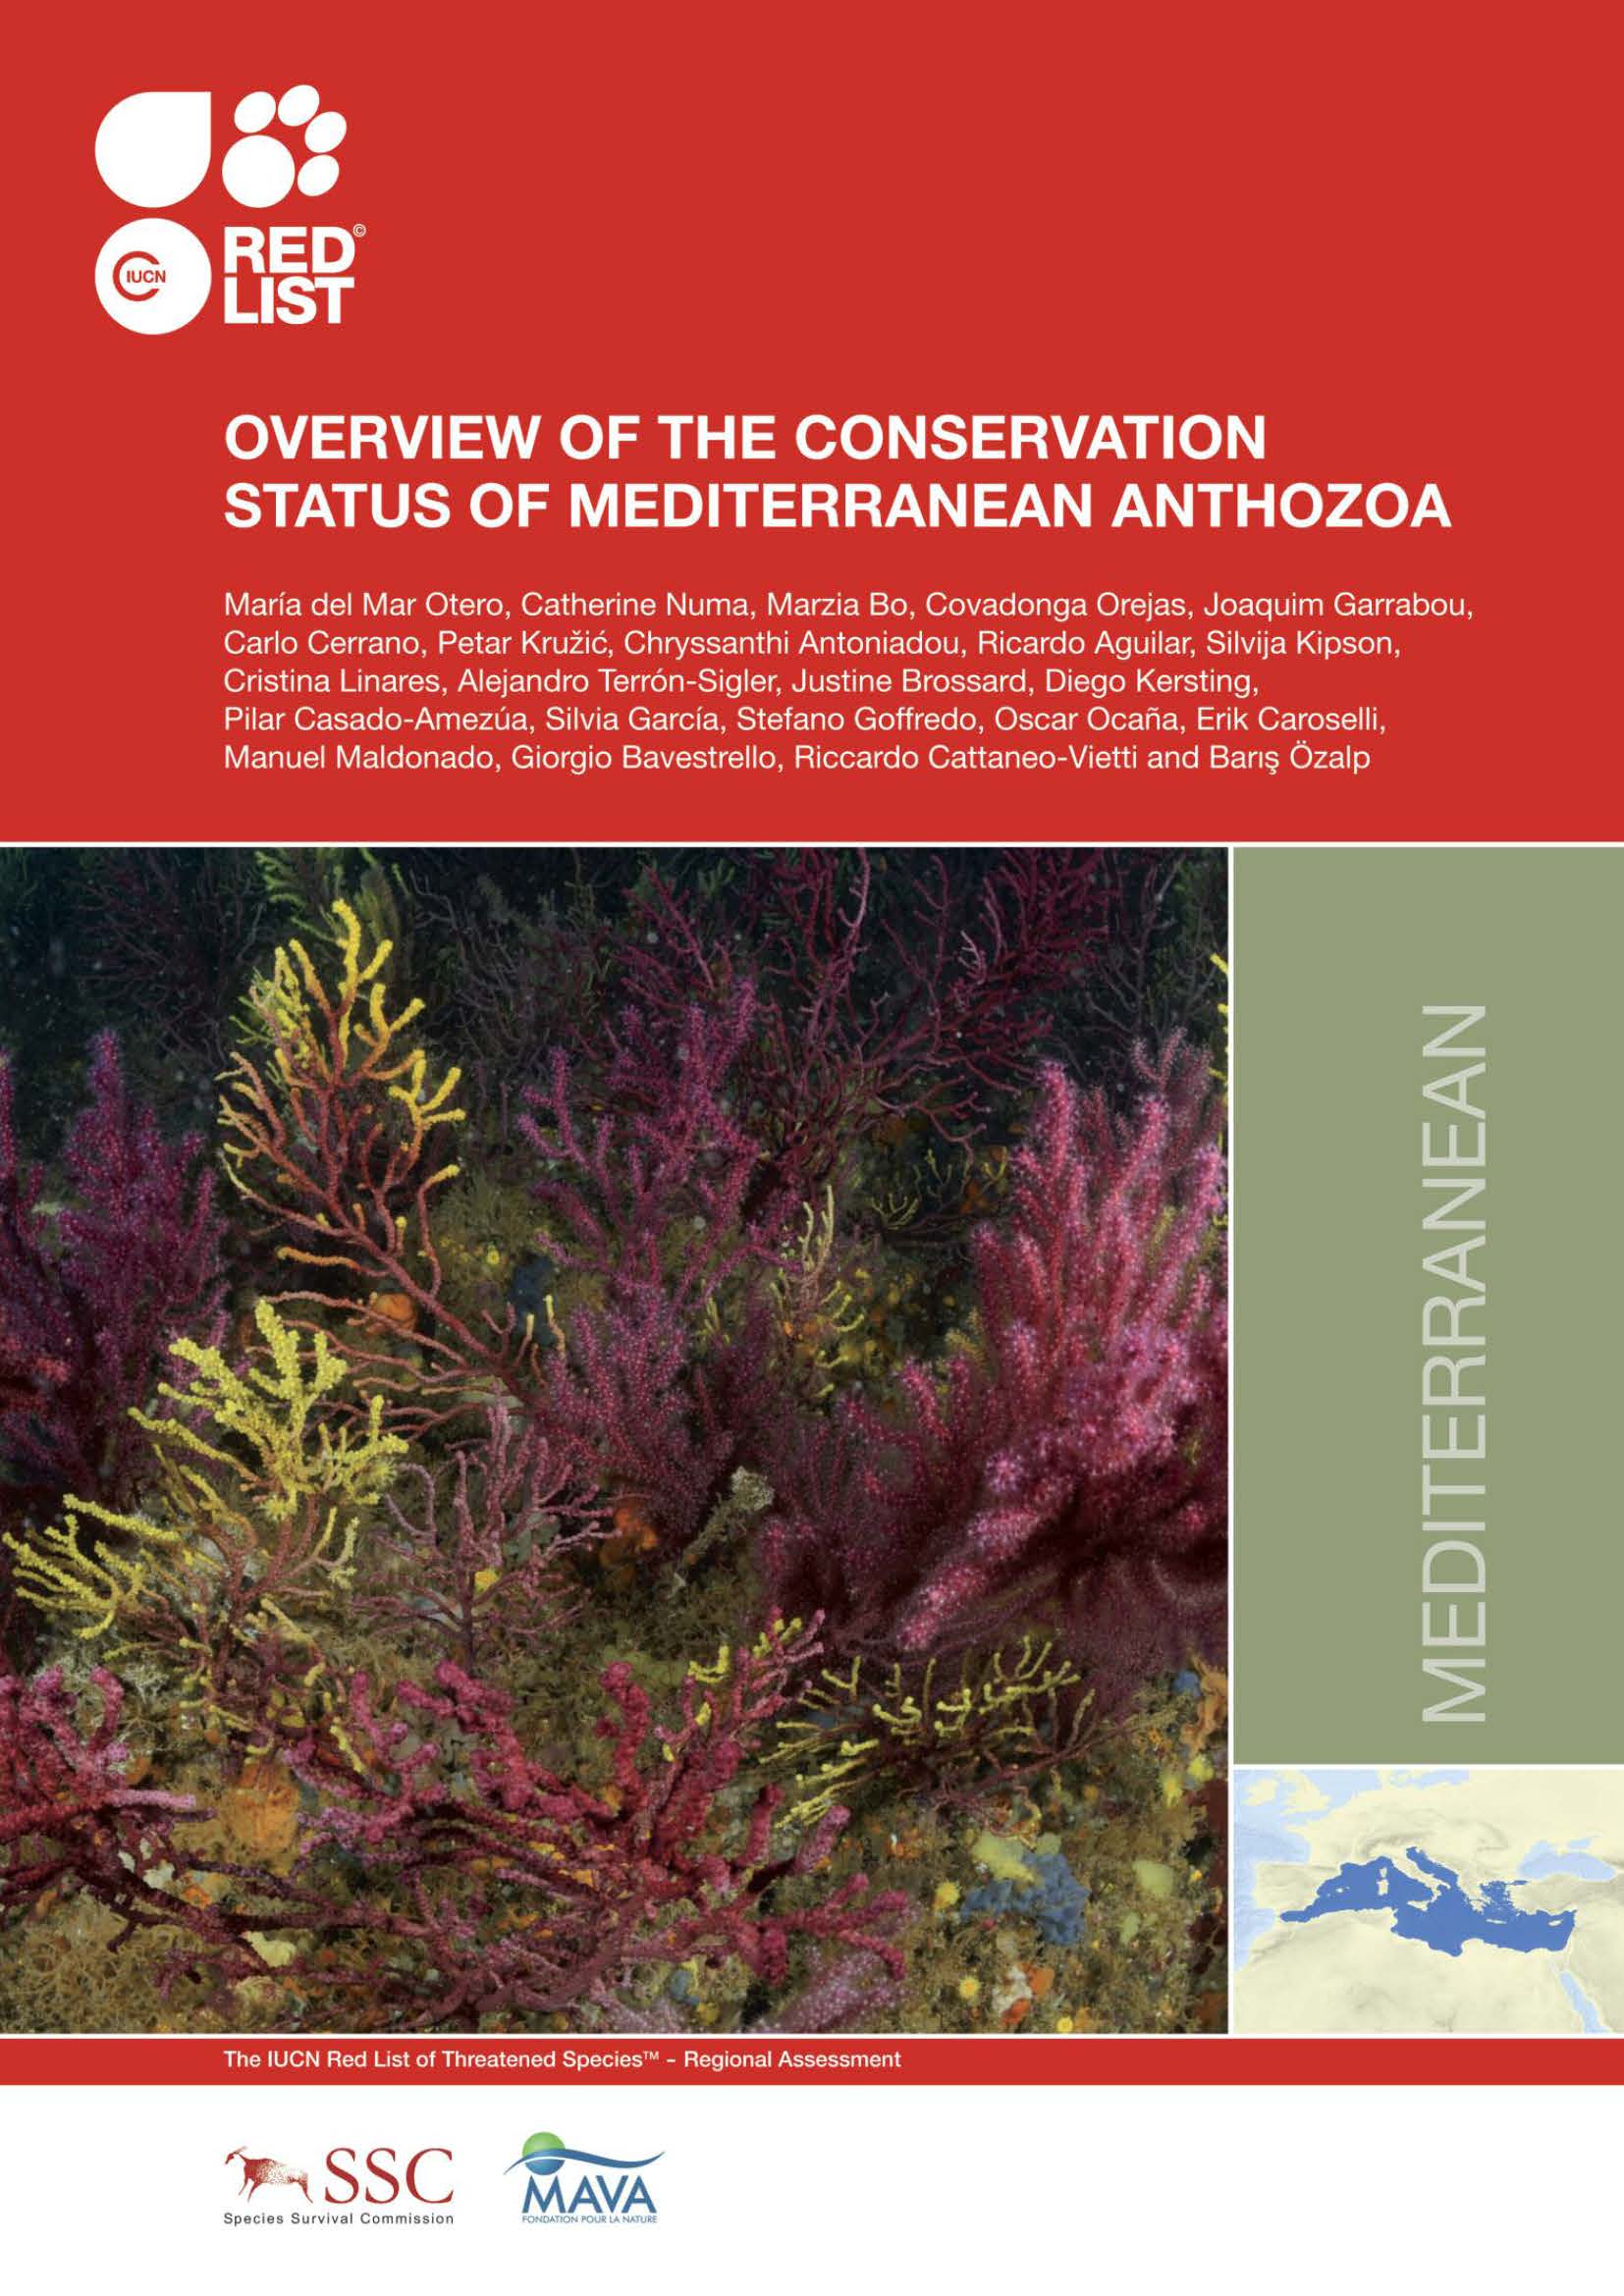 IUCN
RED©
LIST
OVERVIEW OF THE CONSERVATION
STATUS OF MEDITERRANEAN ANTHOZOA
María del Mar Otero, Catherine Numa, Marzia Bo, Covadonga Orejas, Joaquim Garrabou,
Carlo Cerrano, Petar Kružić, Chryssanthi Antoniadou, Ricardo Aguilar, Silvija Kipson,
Cristina Linares, Alejandro Terrón-Sigler, Justine Brossard, Diego Kersting,
Pilar Casado-Amezúa, Silvia García, Stefano Goffredo, Oscar Ocaña, Erik Caroselli,
Manuel Maldonado, Giorgio Bavestrello, Riccardo Cattaneo-Vietti and Barış Özalp
MEDITERRANEAN
The IUCN Red List of Threatened Species™ - Regional Assessment
SSC
Species Survival Commission
MAVA
FONDATION POUR LA NATURE